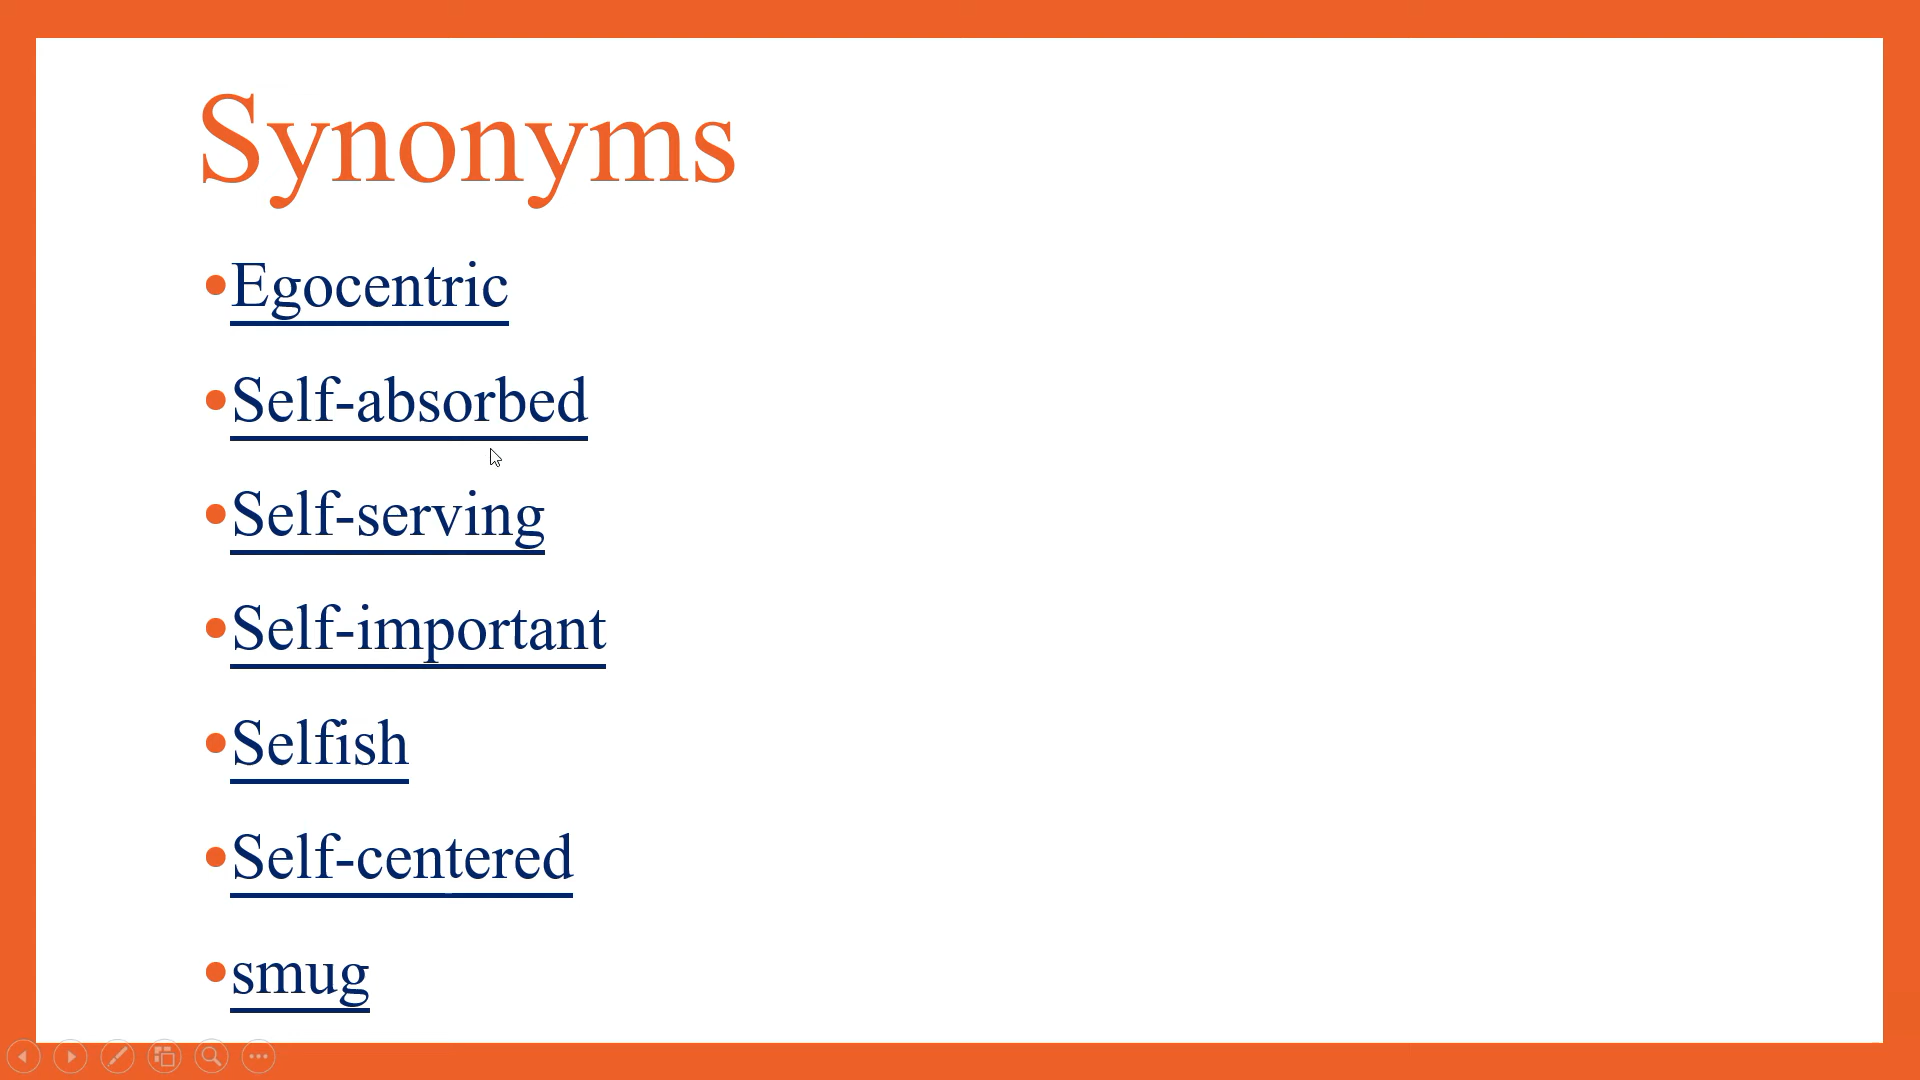 Synonyms
•Egocentric
•Self-absorbed
•Self-serving
•Self-important
•Selfish
•Self-centered
•smug